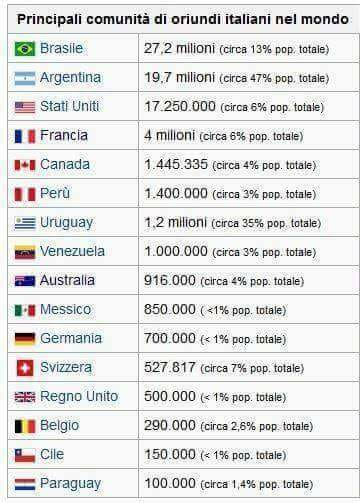 Principali comunità di oriundi italiani nel mondo
Brasile 27,2 milioni (circa 13% pop. totale)
Argentina 19,7 milioni (circa 47% pop. totale)
Stati Uniti 17.250.000 (circa 6% pop. totale)
Francia 4 milioni (circa 6% pop. totale)
Canada 1.445.335 (circa 4% pop. totale)
Perù 1.400.000 (circa 3% pop. totale)
Uruguay 1,2 milioni (circa 35% pop. totale)
Venezuela 1.000.000 (circa 3% pop. totale)
Australia 916.000 (circa 4% pop. totale)
Messico 850.000 ( <1% pop. totale)
Germania 700.000 (< 1% pop. totale)
Svizzera 527.817 (circa 7% pop. totale)
Regno Unito 500.000 (< 1% pop. totale)
Belgio 290.000 (circa 2,6% pop. totale)
Cile 150.000 (< 1% pop. totale)
Paraguay 100.000 (circa 1,4% pop. totale)